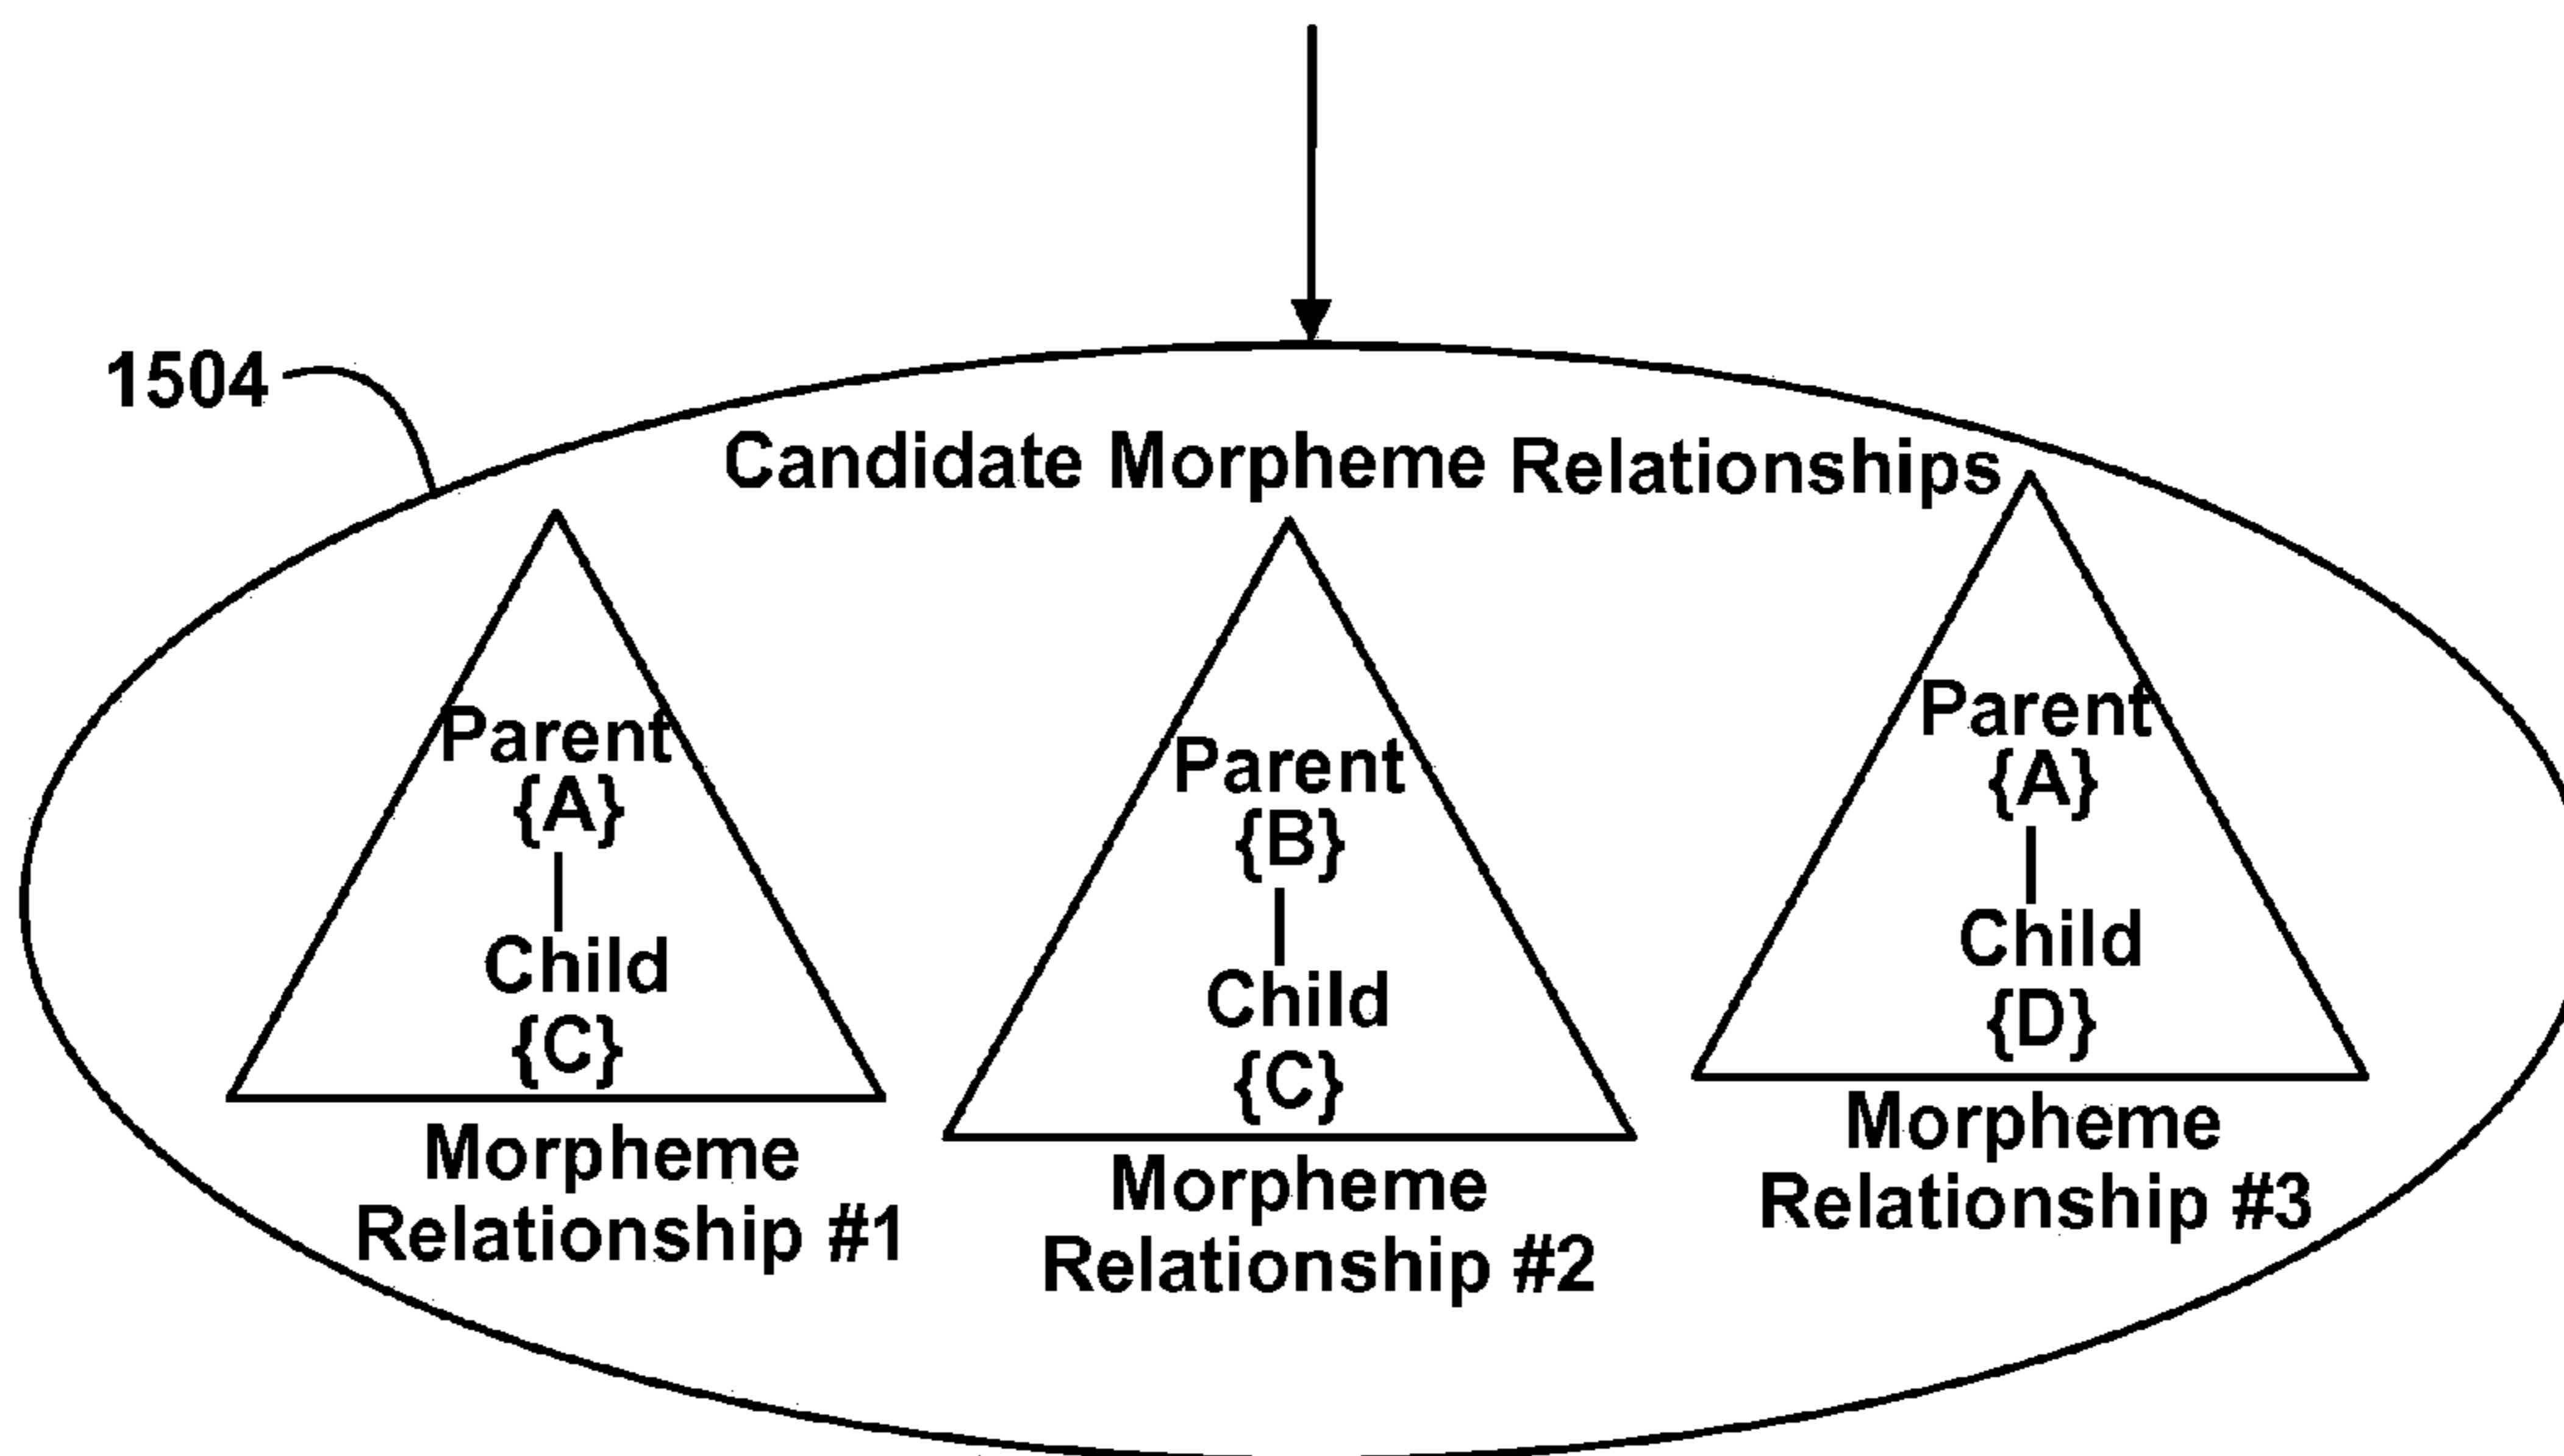 1504
Candidate Morpheme Relationships
Parent
{A}
Child
{C}
Morpheme
Relationship #1
Parent
{B}
Child
{C}
Morpheme
Relationship #2
Parent
{A}
Child
{D}
Morpheme
Relationship #3